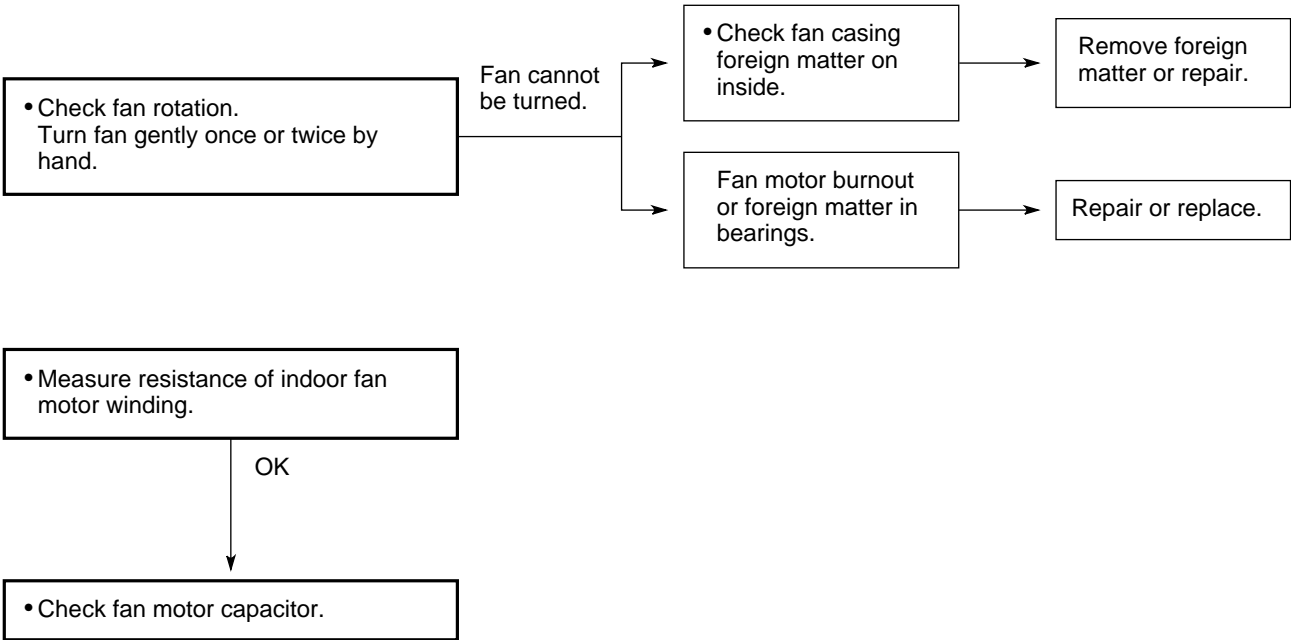 • Check fan rotation.
Turn fan gently once or twice by
hand.
Fan cannot
be turned.
• Check fan casing
foreign matter on
inside.
Remove foreign
matter or repair.
Fan motor burnout
or foreign matter in
bearings.
Repair or replace.
• Measure resistance of indoor fan
motor winding.
OK
• Check fan motor capacitor.